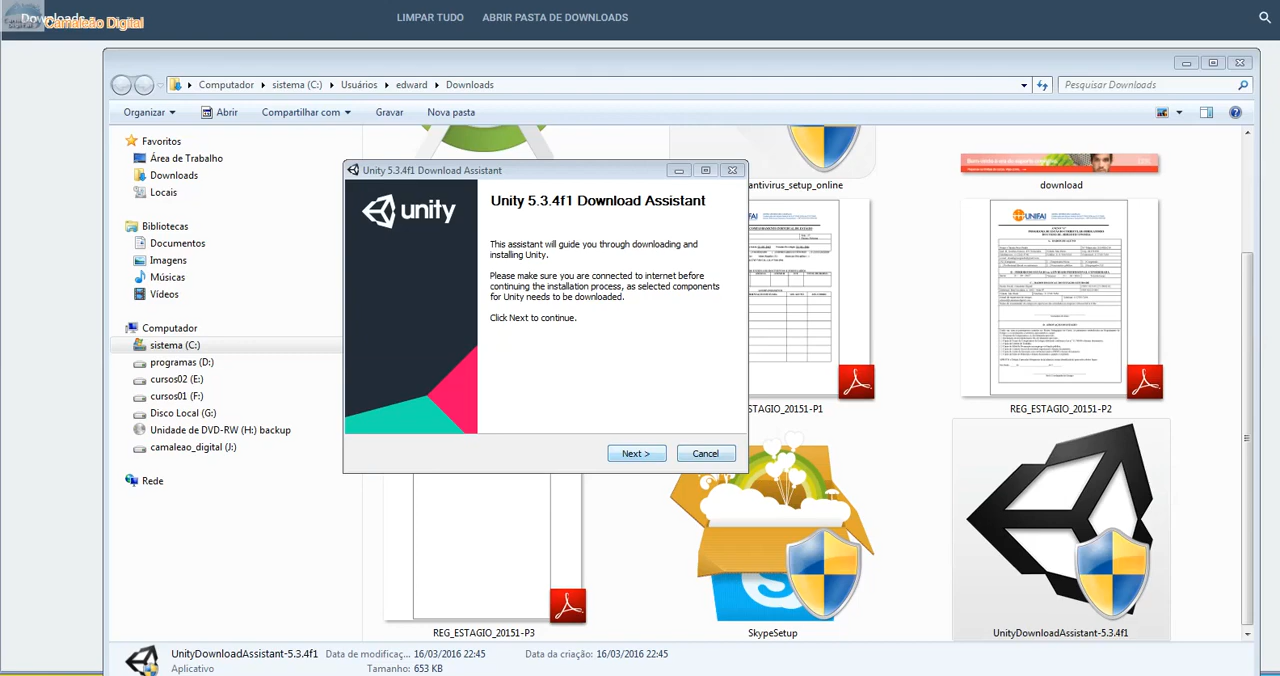 Downloads
Camaleão Digital
LIMPAR TUDO
ABRIR PASTA DE DOWNLOADS
Computador
sistema (C:)
Usuários
edward
Downloads
Pesquisar Downloads
Organizar
Abrir
Compartilhar com
Gravar
Nova pasta
Favoritos
Área de Trabalho
Downloads
Locais
Bibliotecas
Documentos
Imagens
Músicas
Vídeos
Computador
sistema (C:)
programas (D:)
cursos02 (E:)
cursos01 (F:)
Disco Local (G:)
Unidade de DVD-RW (H:) backup
camaleao_digital (J:)
Rede
Unity 5.3.4f1 Download Assistant
unity
Unity 5.3.4f1 Download Assistant
This assistant will guide you through downloading and
installing Unity.
Please make sure you are connected to internet before
continuing the installation process, as selected components
for Unity needs to be downloaded.
Click Next to continue.
Next >
Cancel
antivirus_setup_online
download
UNIFAI
_ESTAGIO_20151-P1
REG_ESTAGIO_20151-P2
REG_ESTAGIO_20151-P3
SkypeSetup
UnityDownloadAssistant-5.3.4f1
UnityDownloadAssistant-5.3.4f1
Data de modificaç...
16/03/2016 22:45
Data da criação:
16/03/2016 22:45
Aplicativo
Tamanho:
653 KB